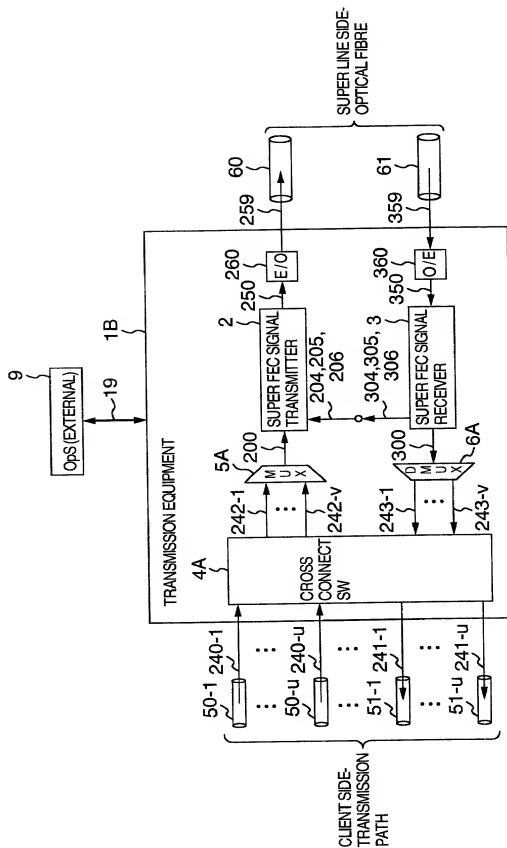 9
OpS (EXTERNAL)
19
1B
TRANSMISSION EQUIPMENT
4A
CROSS
CONNECT
SW
5A
MUX
200
2
SUPER FEC SIGNAL
TRANSMITTER
250
260
E/O
259
60
204, 205,
206
304, 305,
306
3
SUPER FEC SIGNAL
RECEIVER
300
6A
DMUX
350
360
O/E
359
61
SUPER LINE SIDE-
OPTICAL FIBRE
242-1
242-v
243-1
243-v
50-1
240-1
50-u
240-u
51-1
241-1
51-u
241-u
CLIENT SIDE-
TRANSMISSION
PATH